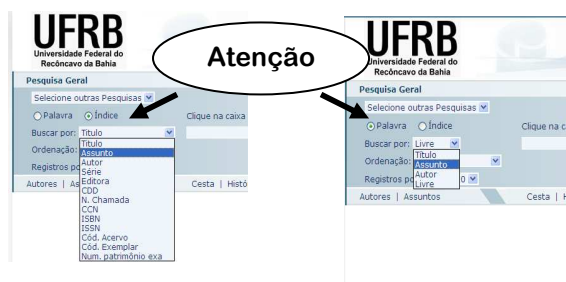 UFRB
Universidade Federal do
Recôncavo da Bahia
Pesquisa Geral
Selecione outras Pesquisas
Palavra Índice
Clique na caixa
Buscar por: Titulo
Titulo
Assunto
Autor
Série
Editora
CDD
N. Chamada
CCN
ISBN
ISSN
Cód. Acervo
Cód. Exemplar
Num. patrimônio exa
Ordenação:
Registros po
Autores | As
Cesta | Histó
Atenção
UFRB
Universidade Federal do
Recôncavo da Bahia
Pesquisa Geral
Selecione outras Pesquisas
Palavra Índice
Clique na c
Buscar por: Livre
Título
Assunto
Autor
Livre
Ordenação:
Registros po 0
Autores | Assuntos
Cesta | H